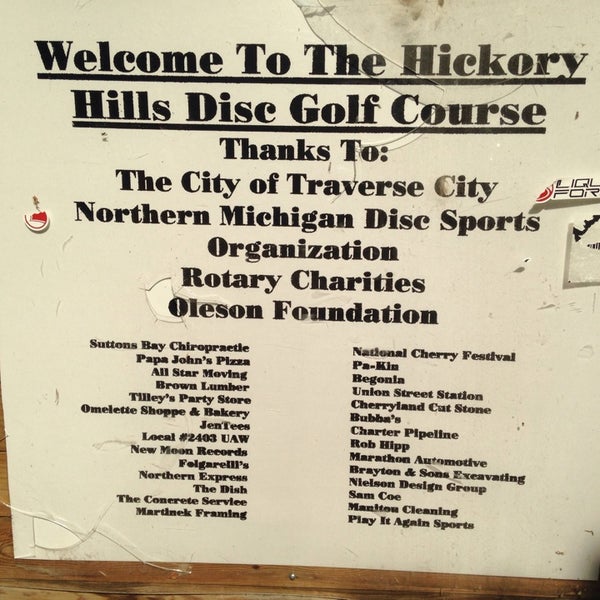 Welcome To The Hickory
Hills Disc Golf Course
Thanks To:
The City of Traverse City
Northern Michigan Disc Sports
Organization
Rotary Charities
Oleson Foundation
Suttons Bay Chiropractic
Papa John's Pizza
All Star Moving
Brown Lumber
Tilley's Party Store
Omelette Shoppe & Bakery
JenTees
Local #2403 UAW
New Moon Records
Folgarelli's
Northern Express
The Dish
The Concrete Service
Martinek Framing
National Cherry Festival
Pa-Kin
Begonia
Union Street Station
Cherryland Cut Stone
Bubba's
Charter Pipeline
Rob Hipp
Marathon Automotive
Brayton & Sons Excavating
Nielson Design Group
Sam Coe
Manitou Cleaning
Play It Again Sports